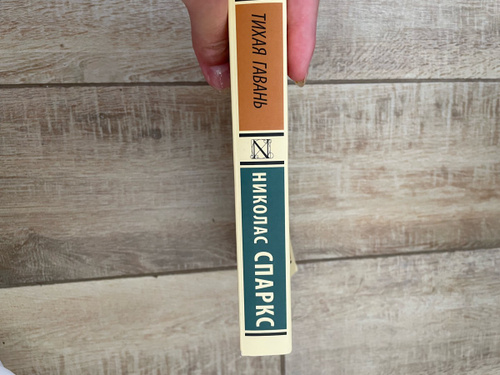 ТИХАЯ ГАВАНЬ
НИКОЛАС СПАРКС